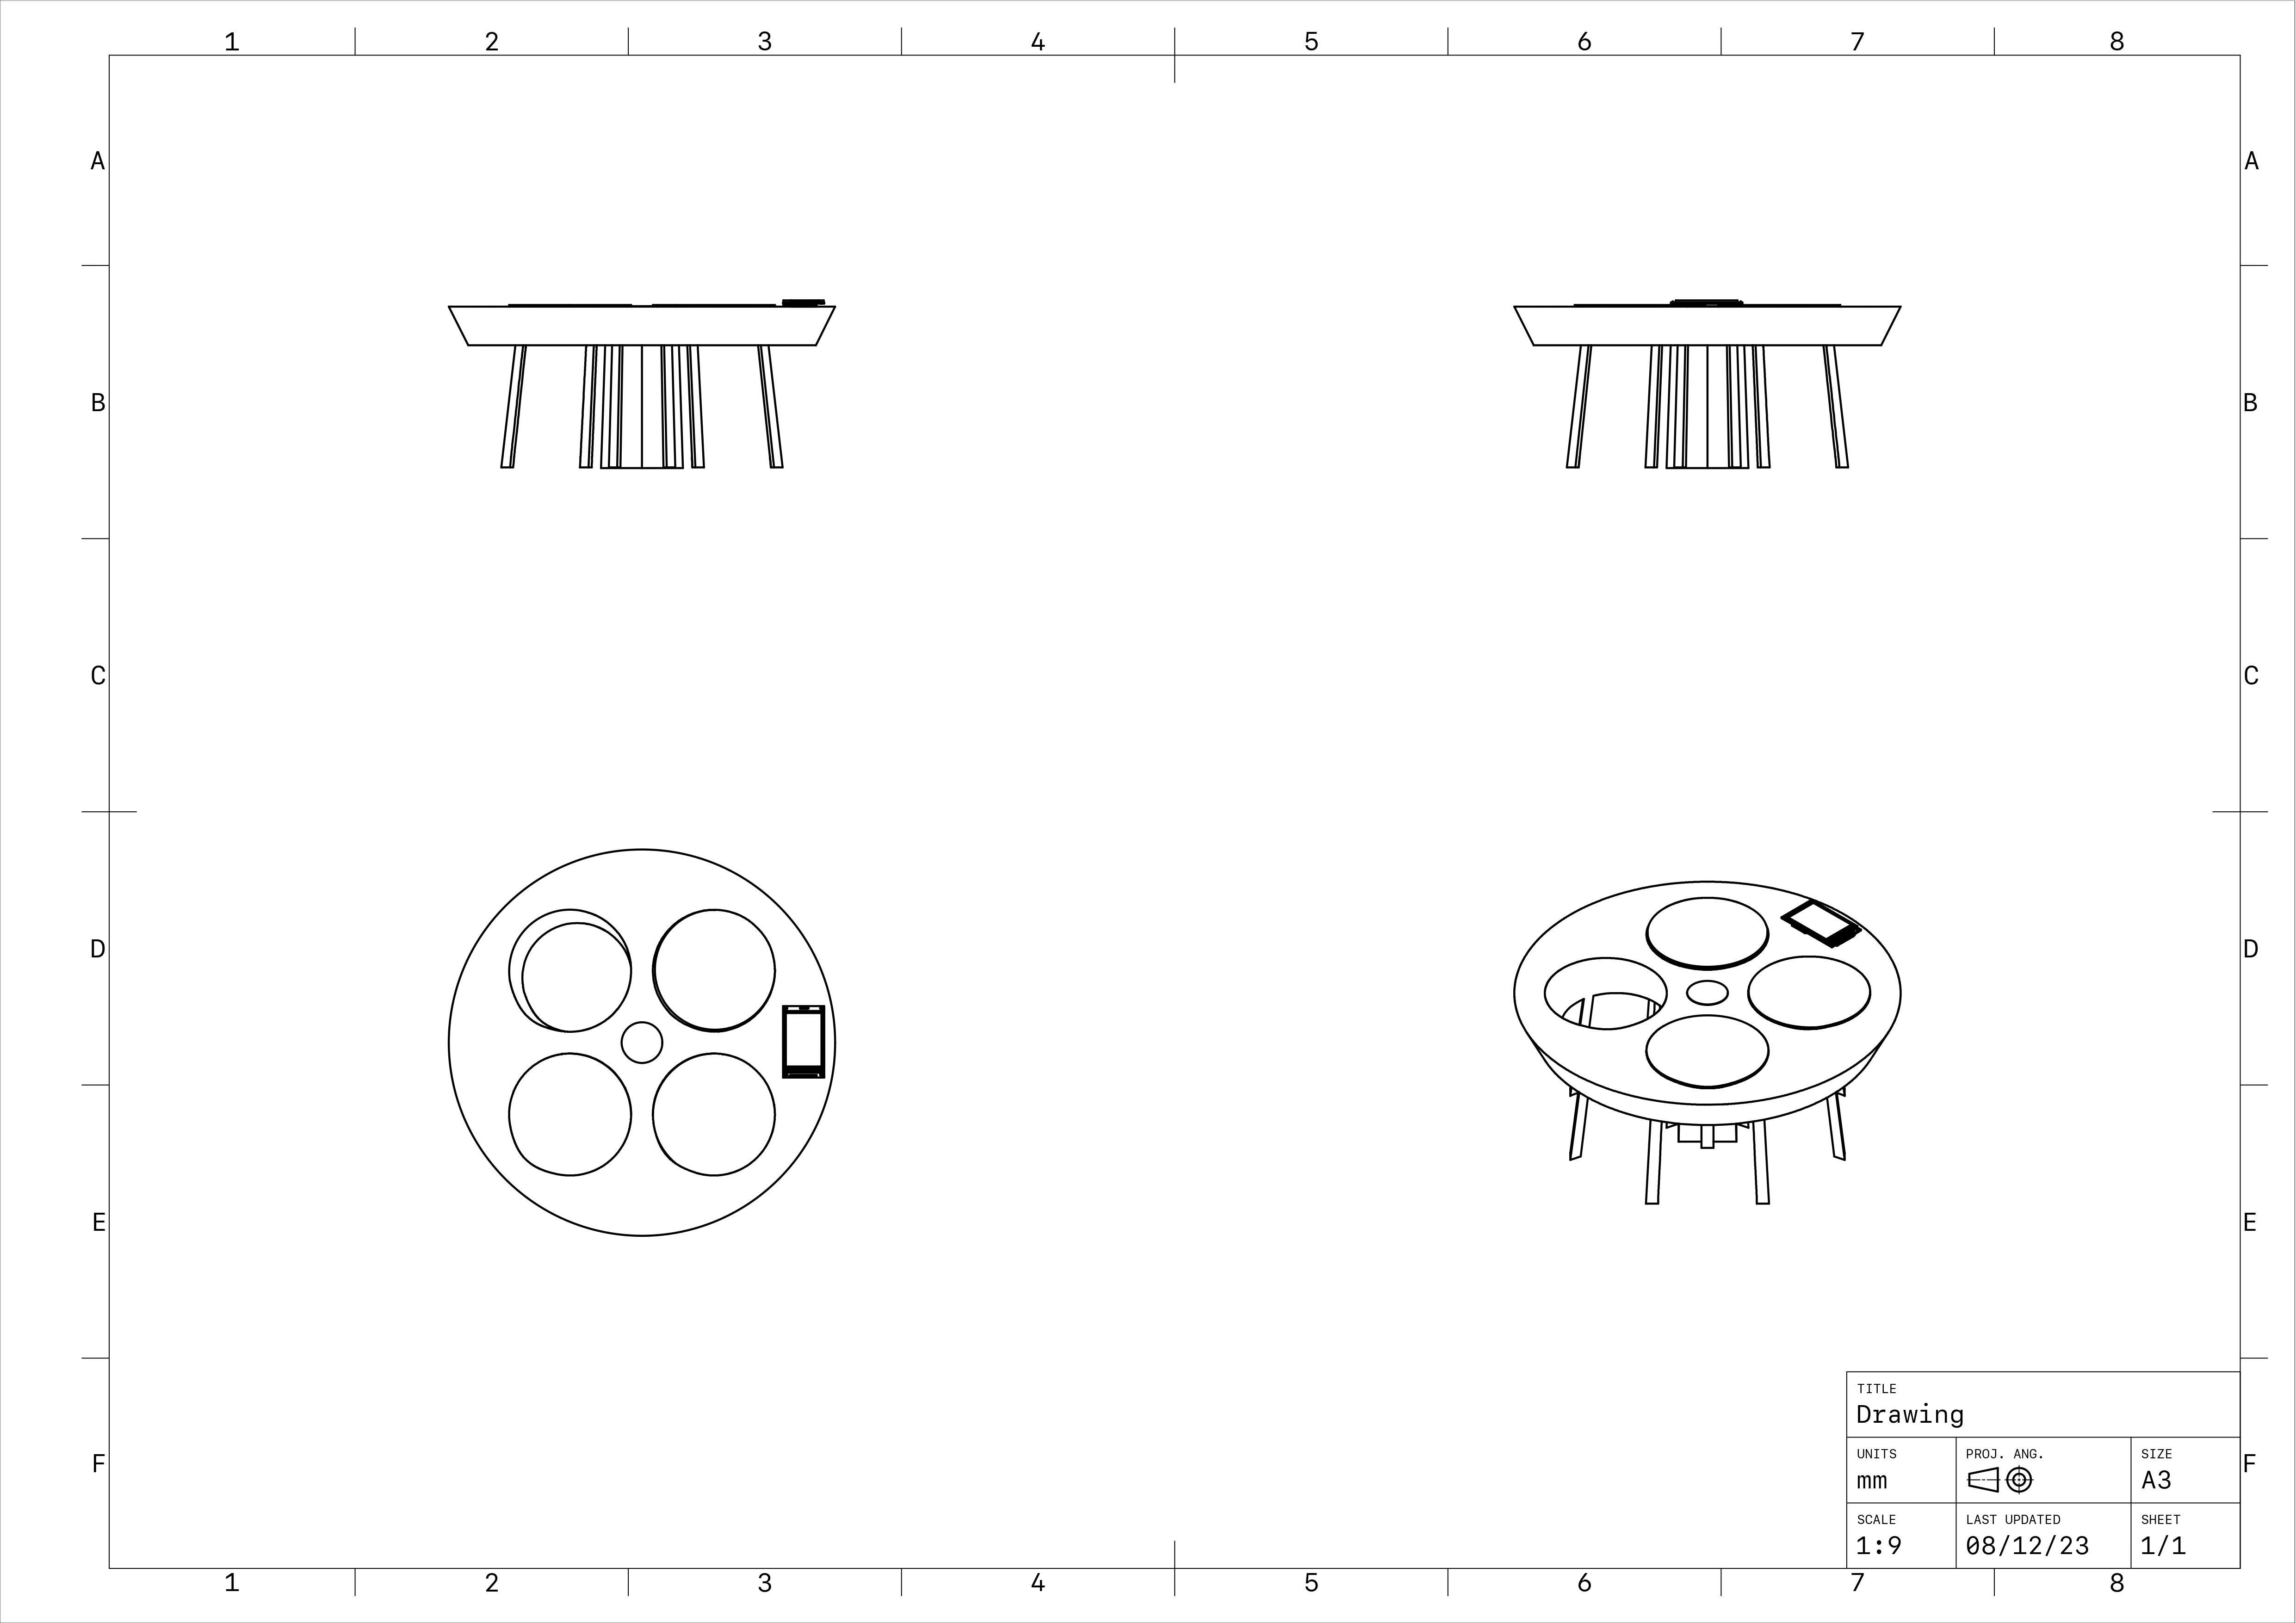 1 2 3 4 5 6 7 8
A A
B B
C C
D D
E E
F F
TITLE
Drawing
UNITS PROJ. ANG. SIZE
mm A3
SCALE LAST UPDATED SHEET
1:9 08/12/23 1/1
1 2 3 4 5 6 7 8